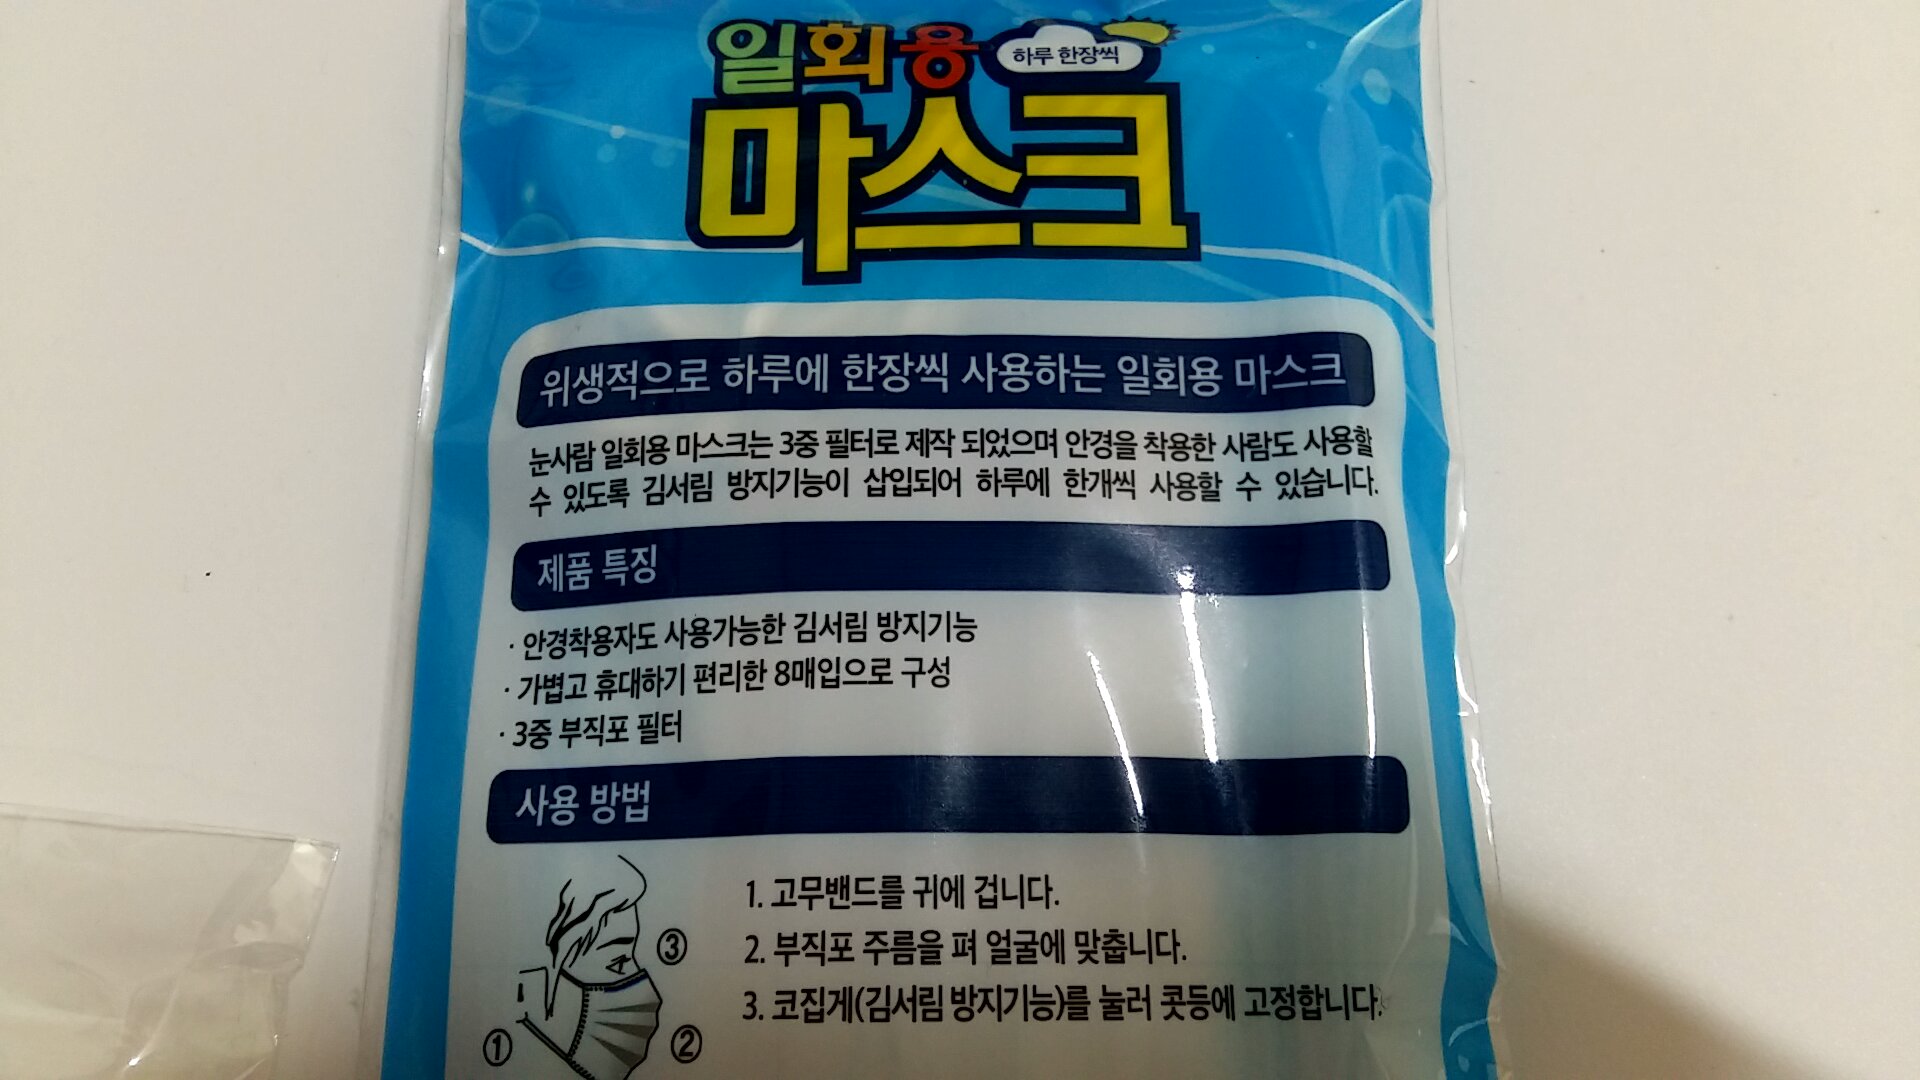 일회용 하루 한장씩
마스크
위생적으로 하루에 한장씩 사용하는 일회용 마스크
눈사람 일회용 마스크는 3중 필터로 제작 되었으며 안경을 착용한 사람도 사용할
수 있도록 김서림 방지기능이 삽입되어 하루에 한개씩 사용할 수 있습니다.
제품 특징
· 안경착용자도 사용가능한 김서림 방지기능
· 가볍고 휴대하기 편리한 8매입으로 구성
· 3중 부직포 필터
사용 방법
1. 고무밴드를 귀에 겁니다.
2. 부직포 주름을 펴 얼굴에 맞춥니다.
3. 코집게(김서림 방지기능)를 눌러 콧등에 고정합니다.
③
① ②